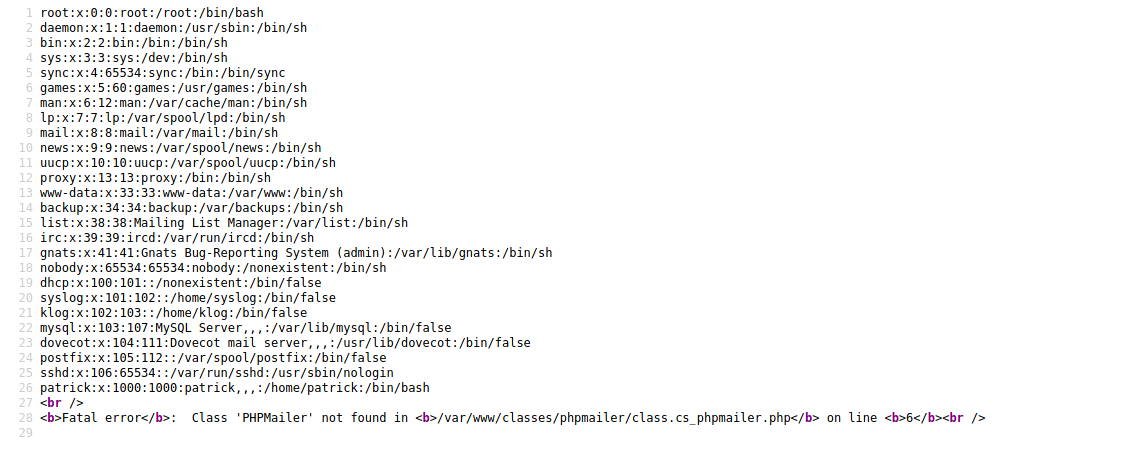 1 root:x:0:0:root:/root:/bin/bash
2 daemon:x:1:1:daemon:/usr/sbin:/bin/sh
3 bin:x:2:2:bin:/bin:/bin/sh
4 sys:x:3:3:sys:/dev:/bin/sh
5 sync:x:4:65534:sync:/bin:/bin/sync
6 games:x:5:60:games:/usr/games:/bin/sh
7 man:x:6:12:man:/var/cache/man:/bin/sh
8 lp:x:7:7:lp:/var/spool/lpd:/bin/sh
9 mail:x:8:8:mail:/var/mail:/bin/sh
10 news:x:9:9:news:/var/spool/news:/bin/sh
11 uucp:x:10:10:uucp:/var/spool/uucp:/bin/sh
12 proxy:x:13:13:proxy:/bin:/bin/sh
13 www-data:x:33:33:www-data:/var/www:/bin/sh
14 backup:x:34:34:backup:/var/backups:/bin/sh
15 list:x:38:38:Mailing List Manager:/var/list:/bin/sh
16 irc:x:39:39:ircd:/var/run/ircd:/bin/sh
17 gnats:x:41:41:Gnats Bug-Reporting System (admin):/var/lib/gnats:/bin/sh
18 nobody:x:65534:65534:nobody:/nonexistent:/bin/sh
19 dhcp:x:100:101::/nonexistent:/bin/false
20 syslog:x:101:102::/home/syslog:/bin/false
21 klog:x:102:103::/home/klog:/bin/false
22 mysql:x:103:107:MySQL Server,,,:/var/lib/mysql:/bin/false
23 dovecot:x:104:111:Dovecot mail server,,,:/usr/lib/dovecot:/bin/false
24 postfix:x:105:112::/var/spool/postfix:/bin/false
25 sshd:x:106:65534::/var/run/sshd:/usr/sbin/nologin
26 patrick:x:1000:1000:patrick,,,:/home/patrick:/bin/bash
27 <br />
28 <b>Fatal error</b>:  Class 'PHPMailer' not found in <b>/var/www/classes/phpmailer/class.cs_phpmailer.php</b> on line <b>6</b><br />
29